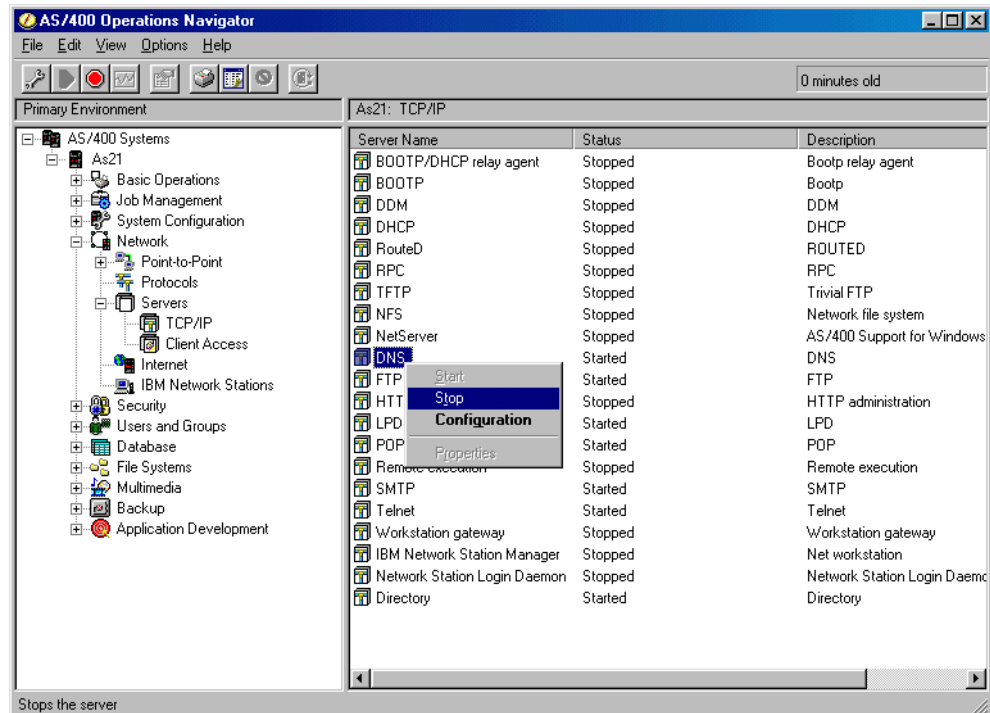 AS/400 Operations Navigator
File Edit View Options Help
0 minutes old
Primary Environment
As21: TCP/IP
AS/400 Systems
As21
Basic Operations
Job Management
System Configuration
Network
Point-to-Point
Protocols
Servers
TCP/IP
Client Access
Internet
IBM Network Stations
Security
Users and Groups
Database
File Systems
Multimedia
Backup
Application Development
Server Name Status Description
BOOTP/DHCP relay agent Stopped Bootp relay agent
BOOTP Stopped Bootp
DDM Stopped DDM
DHCP Stopped DHCP
RouteD Stopped ROUTED
RPC Stopped RPC
TFTP Stopped Trivial FTP
NFS Stopped Network file system
NetServer Stopped AS/400 Support for Windows
DNS Started DNS
FTP Started FTP
HTT Started HTTP administration
LPD Started LPD
POP Started POP
Remote execution Stopped Remote execution
SMTP Started SMTP
Telnet Started Telnet
Workstation gateway Stopped Workstation gateway
IBM Network Station Manager Stopped Net workstation
Network Station Login Daemon Stopped Network Station Login Daemo
Directory Started Directory
Start
Stop
Configuration
Properties
Stops the server